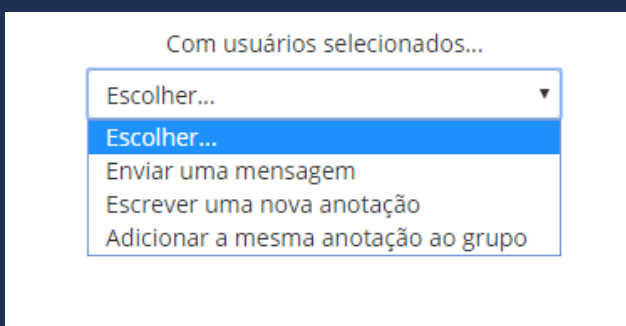 Com usuários selecionados...
Escolher...
Escolher...
Enviar uma mensagem
Escrever uma nova anotação
Adicionar a mesma anotação ao grupo